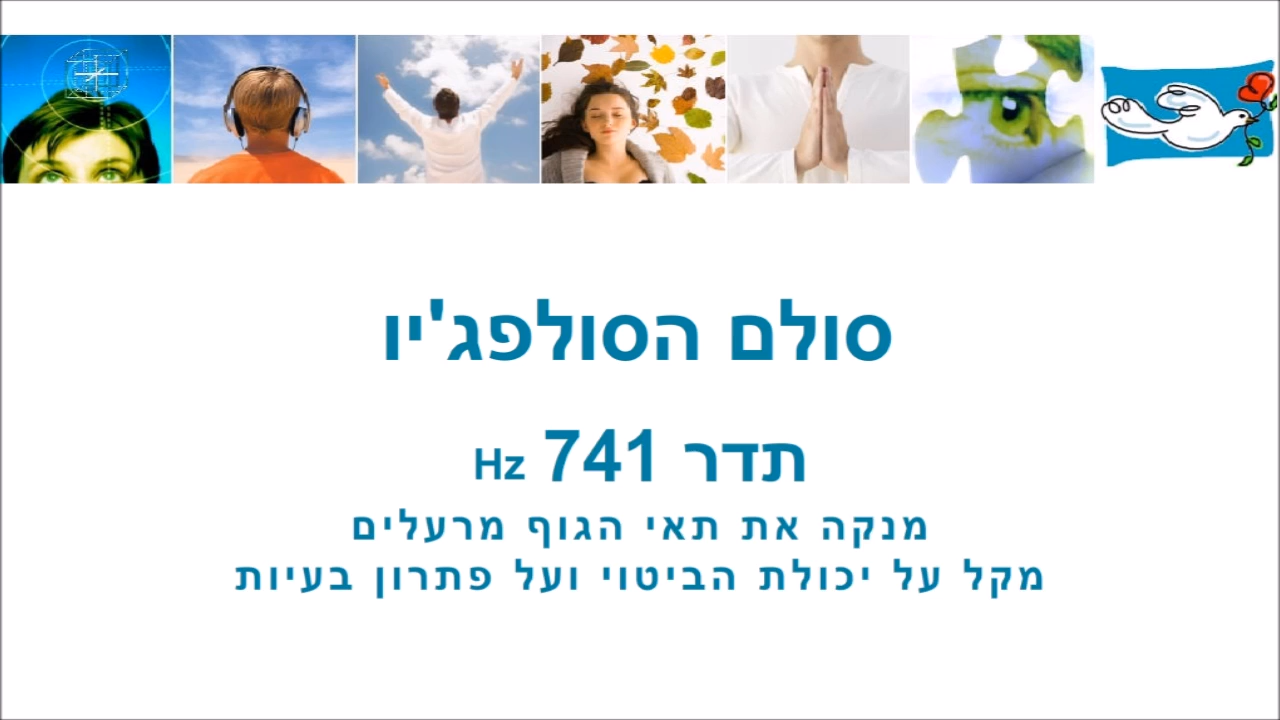 סולם הסולפג'יו
תדר 741 Hz
מנקה את תאי הגוף מרעלים
מקל על יכולת הביטוי ועל פתרון בעיות